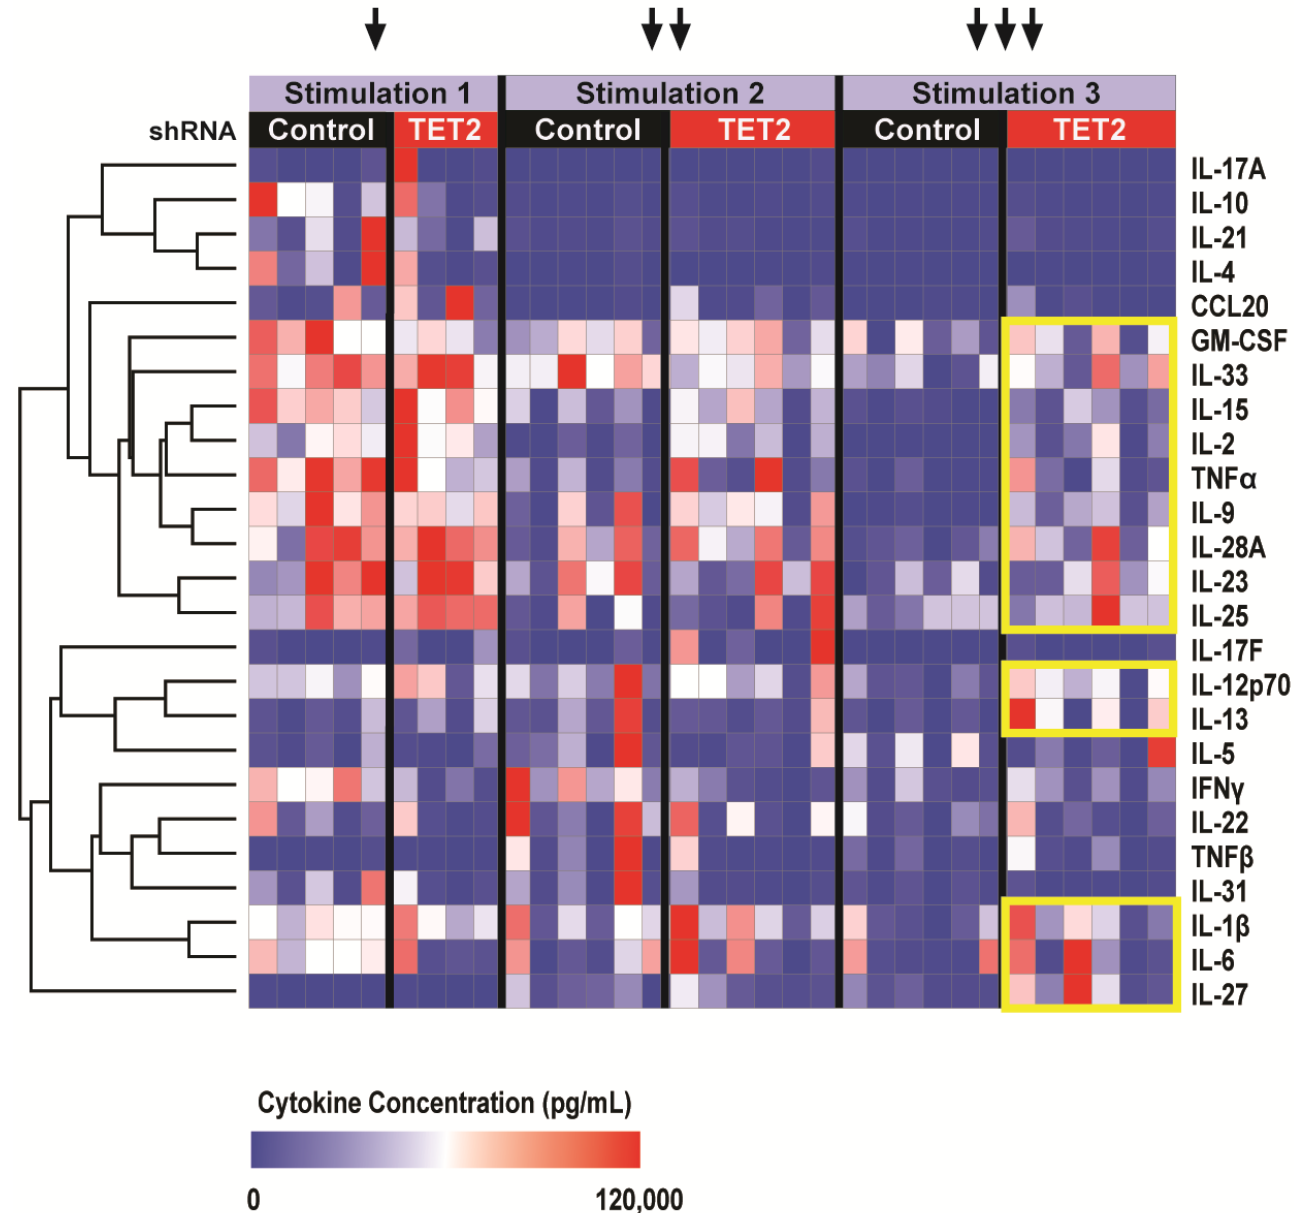 Stimulation 1 Stimulation 2 Stimulation 3
shRNA Control TET2 Control TET2 Control TET2
IL-17A
IL-10
IL-21
IL-4
CCL20
GM-CSF
IL-33
IL-15
IL-2
TNFα
IL-9
IL-28A
IL-23
IL-25
IL-17F
IL-12p70
IL-13
IL-5
IFNγ
IL-22
TNFβ
IL-31
IL-1β
IL-6
IL-27
Cytokine Concentration (pg/mL)
0 120,000